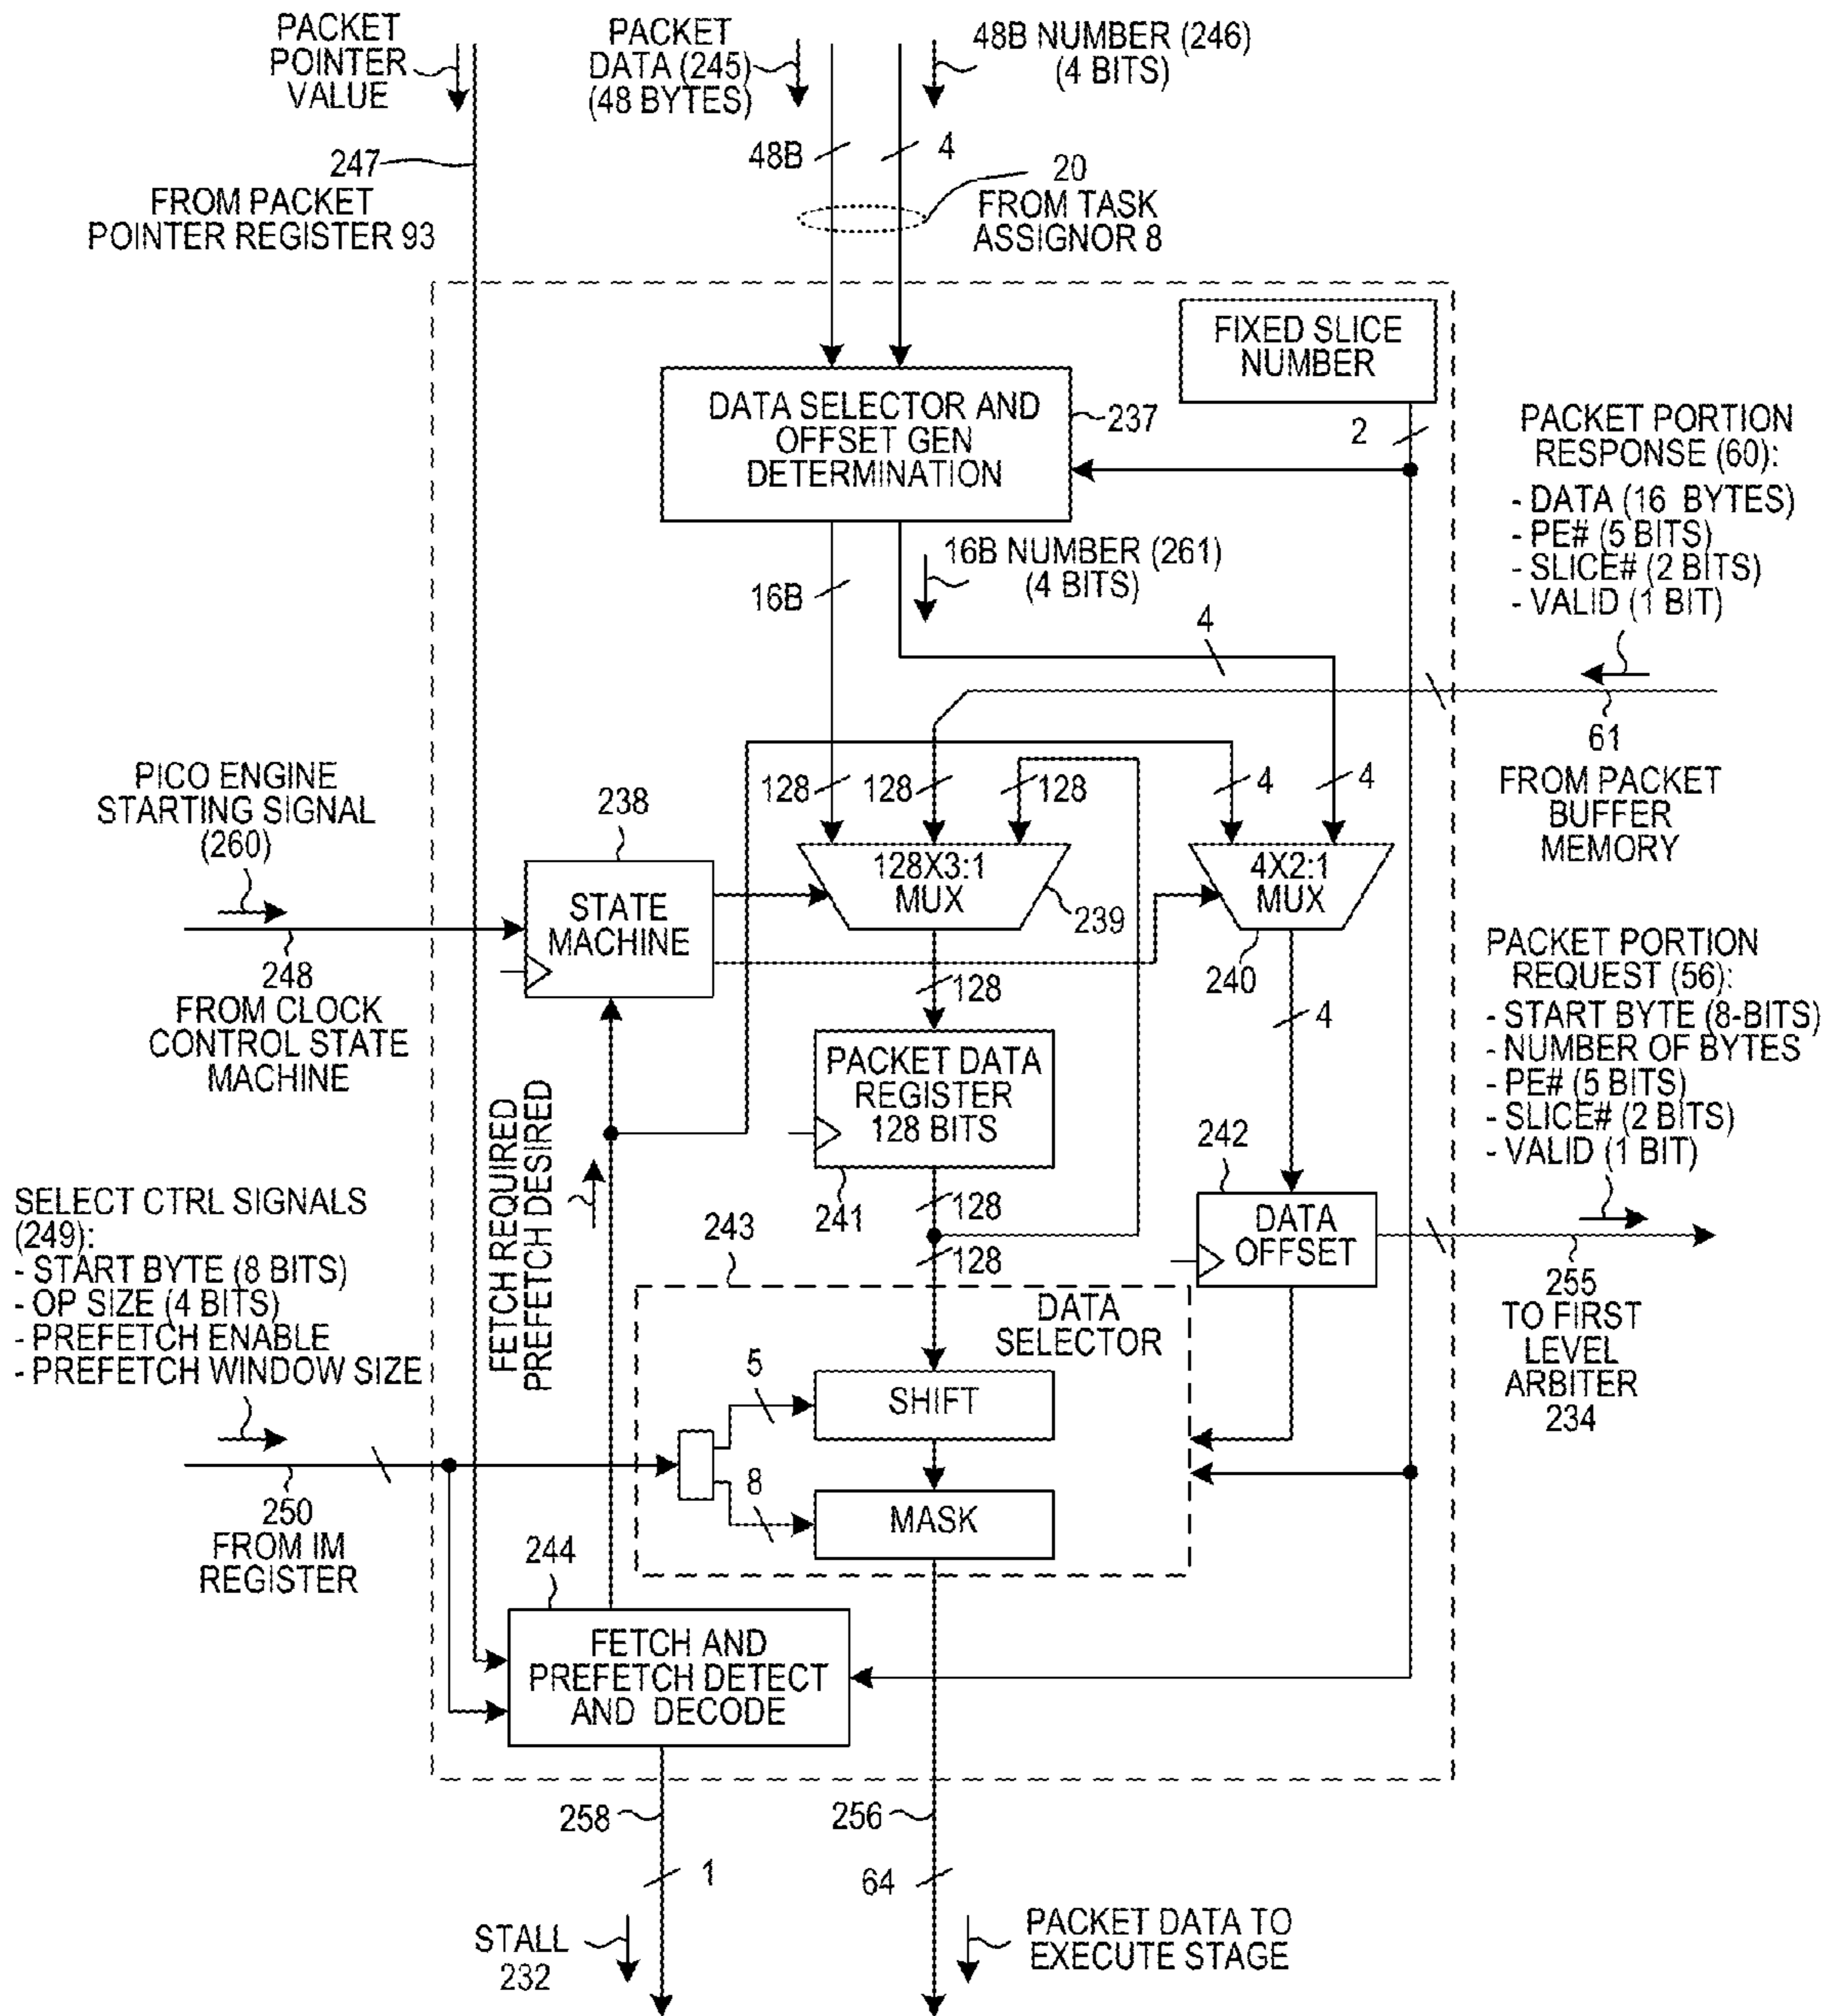 PACKET
POINTER
VALUE
PACKET
DATA (245)
(48 BYTES)
48B NUMBER (246)
(4 BITS)
247
FROM PACKET
POINTER REGISTER 93
48B
4
20
FROM TASK
ASSIGNOR 8
FIXED SLICE
NUMBER
DATA SELECTOR AND
OFFSET GEN
DETERMINATION
237
2
PACKET PORTION
RESPONSE (60):
- DATA (16 BYTES)
- PE# (5 BITS)
- SLICE# (2 BITS)
- VALID (1 BIT)
16B
16B NUMBER (261)
(4 BITS)
4
61
FROM PACKET
BUFFER
MEMORY
PICO ENGINE
STARTING SIGNAL
(260)
248
FROM CLOCK
CONTROL STATE
MACHINE
238
STATE
MACHINE
128
128
128
4
4
128X3:1
MUX
239
4X2:1
MUX
240
128
4
PACKET DATA
REGISTER
128 BITS
241
128
128
242
DATA
OFFSET
PACKET PORTION
REQUEST (56):
- START BYTE (8-BITS)
- NUMBER OF BYTES
- PE# (5 BITS)
- SLICE# (2 BITS)
- VALID (1 BIT)
255
TO FIRST
LEVEL
ARBITER
234
FETCH REQUIRED
PREFETCH DESIRED
SELECT CTRL SIGNALS
(249):
- START BYTE (8 BITS)
- OP SIZE (4 BITS)
- PREFETCH ENABLE
- PREFETCH WINDOW SIZE
250
FROM IM
REGISTER
243
DATA
SELECTOR
5
SHIFT
8
MASK
244
FETCH AND
PREFETCH DETECT
AND DECODE
258
1
STALL
232
256
64
PACKET DATA TO
EXECUTE STAGE